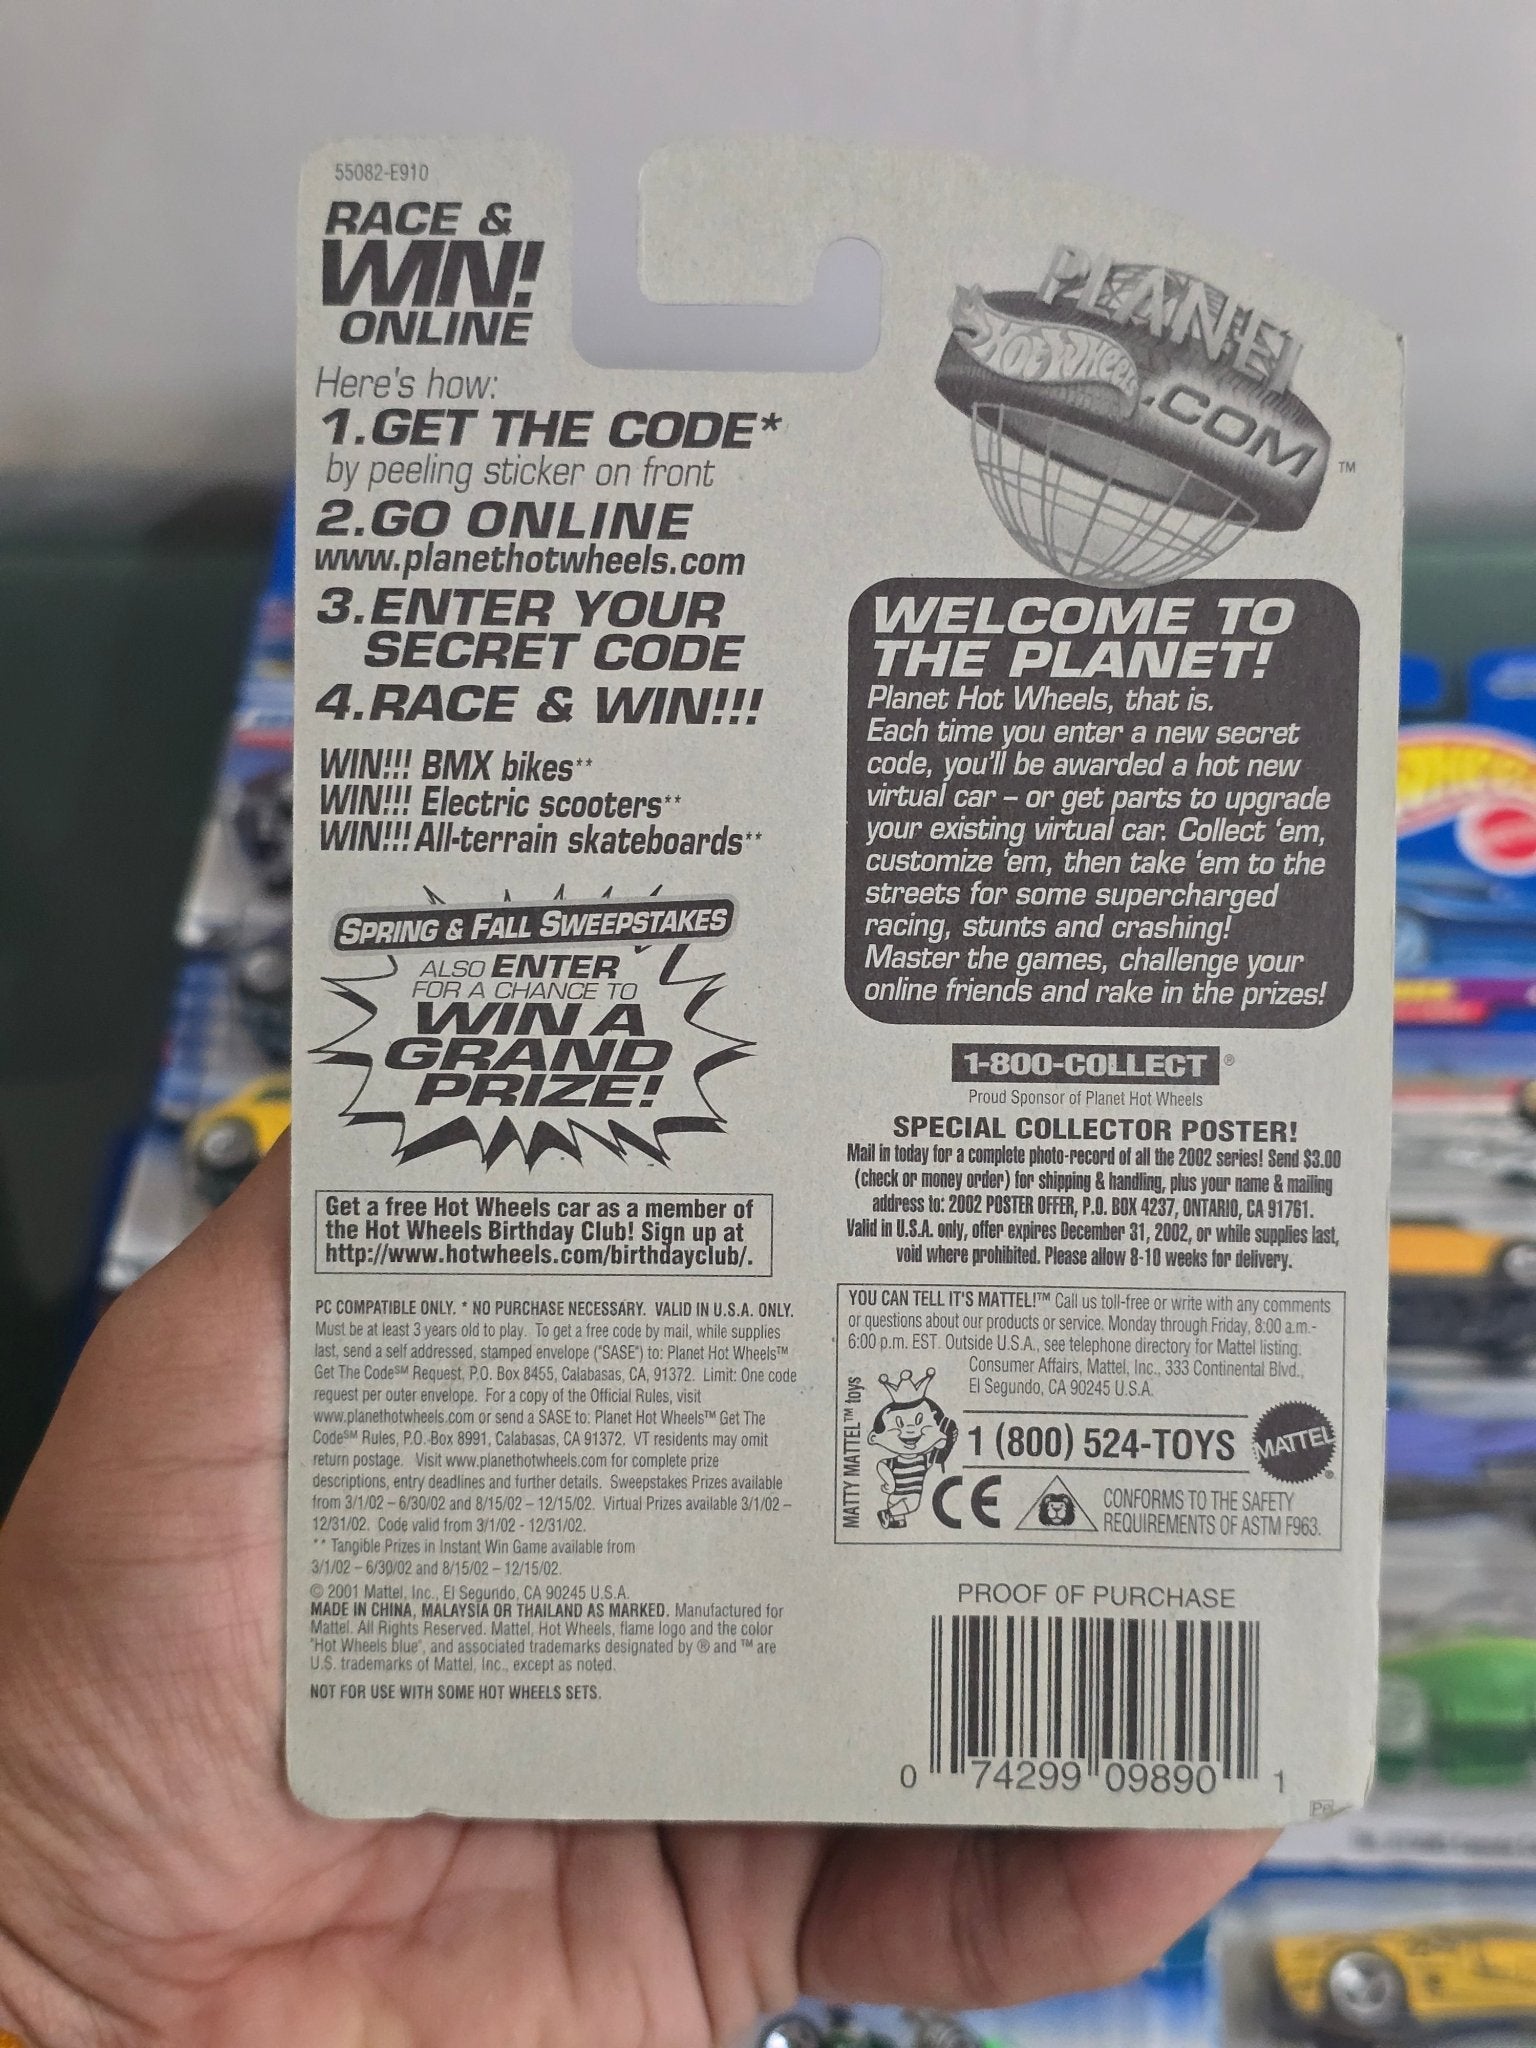 55082-E910
RACE &
WIN!
ONLINE
Here's how:
1.GET THE CODE*
by peeling sticker on front
2.GO ONLINE
www.planethotwheels.com
3.ENTER YOUR
SECRET CODE
4.RACE & WIN!!!
WIN!!! BMX bikes**
WIN!!! Electric scooters**
WIN!!! All-terrain skateboards**
SPRING & FALL SWEEPSTAKES
ALSO ENTER
FOR A CHANCE TO
WIN A
GRAND
PRIZE!
Get a free Hot Wheels car as a member of
the Hot Wheels Birthday Club! Sign up at
http://www.hotwheels.com/birthdayclub/.
PC COMPATIBLE ONLY. * NO PURCHASE NECESSARY. VALID IN U.S.A. ONLY.
Must be at least 3 years old to play. To get a free code by mail, while supplies
last, send a self addressed, stamped envelope ("SASE") to: Planet Hot Wheels™
Get The Code℠ Request, P.O. Box 8455, Calabasas, CA, 91372. Limit: One code
request per outer envelope. For a copy of the Official Rules, visit
www.planethotwheels.com or send a SASE to: Planet Hot Wheels™ Get The
Code℠ Rules, P.O. Box 8991, Calabasas, CA 91372. VT residents may omit
return postage. Visit www.planethotwheels.com for complete prize
descriptions, entry deadlines and further details. Sweepstakes Prizes available
from 3/1/02 – 6/30/02 and 8/15/02 – 12/15/02. Virtual Prizes available 3/1/02 –
12/31/02. Code valid from 3/1/02 - 12/31/02.
** Tangible Prizes in Instant Win Game available from
3/1/02 – 6/30/02 and 8/15/02 – 12/15/02.
© 2001 Mattel, Inc., El Segundo, CA 90245 U.S.A.
MADE IN CHINA, MALAYSIA OR THAILAND AS MARKED. Manufactured for
Mattel. All Rights Reserved. Mattel, Hot Wheels, flame logo and the color
"Hot Wheels blue", and associated trademarks designated by ® and ™ are
U.S. trademarks of Mattel, Inc., except as noted.
NOT FOR USE WITH SOME HOT WHEELS SETS.
PLANET
HOT WHEELS
.COM ™
WELCOME TO
THE PLANET!
Planet Hot Wheels, that is.
Each time you enter a new secret
code, you'll be awarded a hot new
virtual car – or get parts to upgrade
your existing virtual car. Collect 'em,
customize 'em, then take 'em to the
streets for some supercharged
racing, stunts and crashing!
Master the games, challenge your
online friends and rake in the prizes!
1-800-COLLECT ®
Proud Sponsor of Planet Hot Wheels
SPECIAL COLLECTOR POSTER!
Mail in today for a complete photo-record of all the 2002 series! Send $3.00
(check or money order) for shipping & handling, plus your name & mailing
address to: 2002 POSTER OFFER, P.O. BOX 4237, ONTARIO, CA 91761.
Valid in U.S.A. only, offer expires December 31, 2002, or while supplies last,
void where prohibited. Please allow 8-10 weeks for delivery.
YOU CAN TELL IT'S MATTEL!™ Call us toll-free or write with any comments
or questions about our products or service. Monday through Friday, 8:00 a.m.-
6:00 p.m. EST. Outside U.S.A., see telephone directory for Mattel listing.
Consumer Affairs, Mattel, Inc., 333 Continental Blvd.,
El Segundo, CA 90245 U.S.A.
MATTY MATTEL™ toys
1 (800) 524-TOYS
MATTEL®
CE
CONFORMS TO THE SAFETY
REQUIREMENTS OF ASTM F963.
PROOF OF PURCHASE
0 74299 09890 1